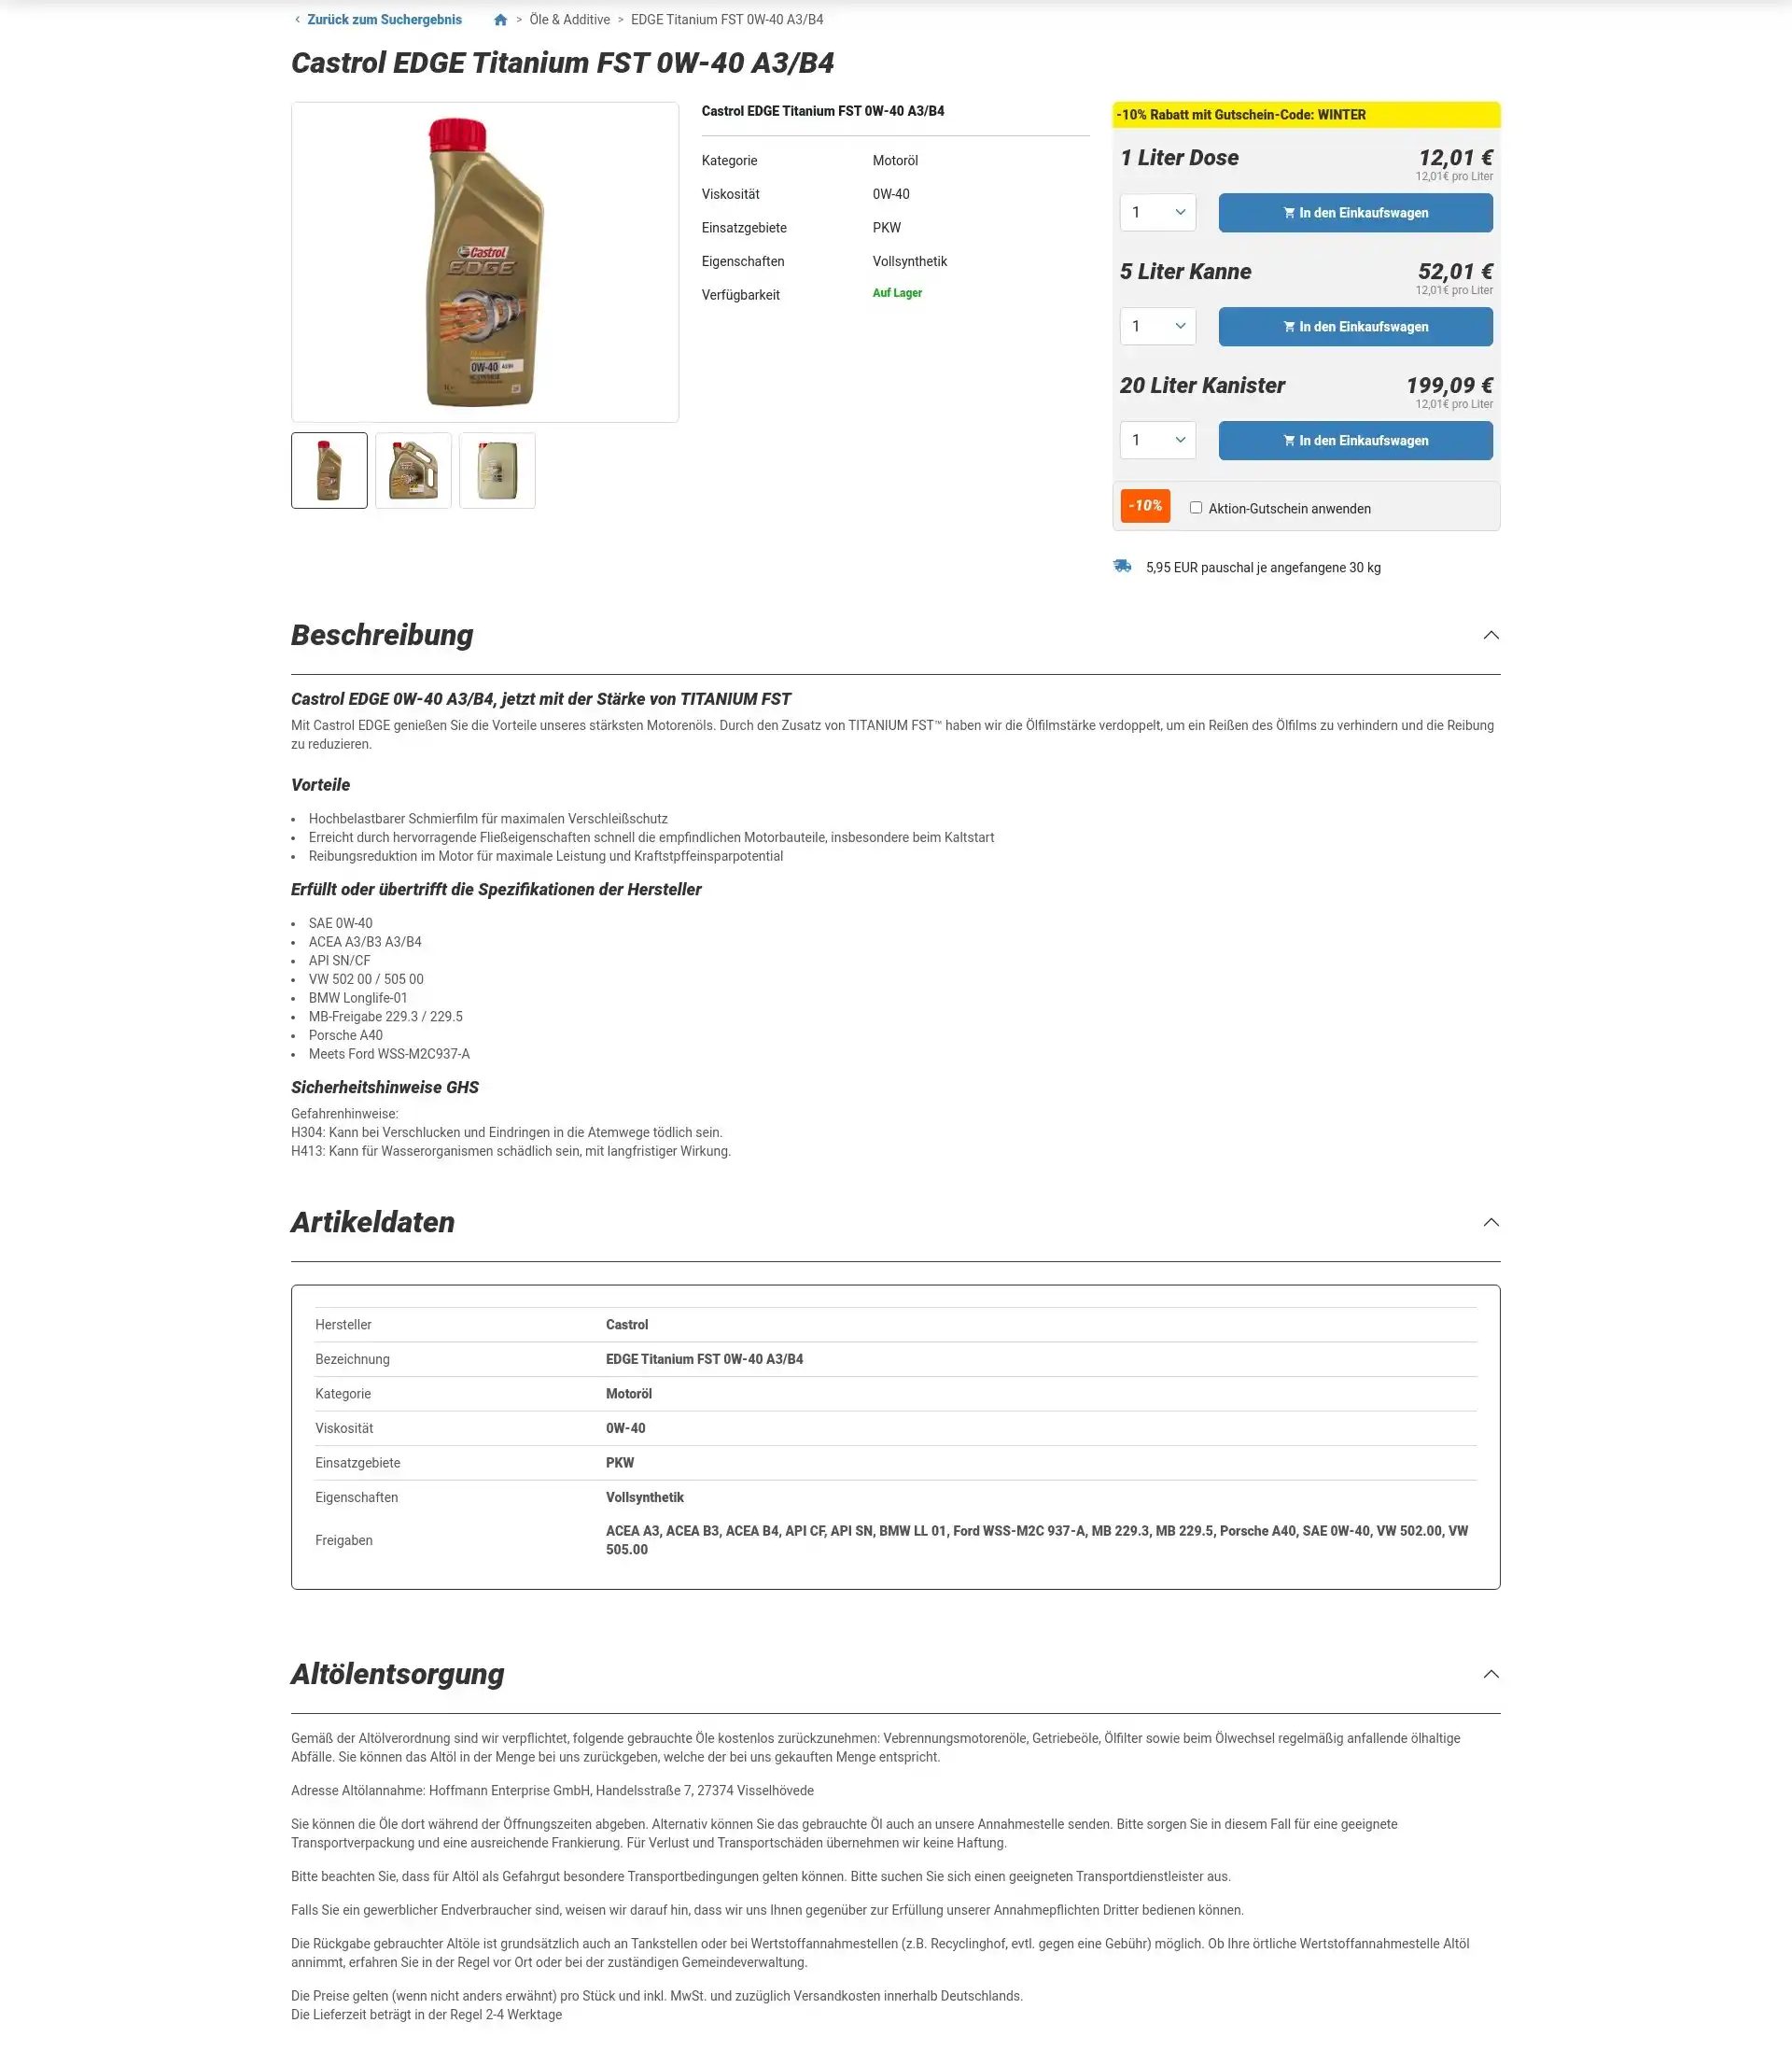 Zurück zum Suchergebnis > Öle & Additive > EDGE Titanium FST 0W-40 A3/B4
Castrol EDGE Titanium FST 0W-40 A3/B4
Castrol
EDGE
0W-40
Castrol EDGE Titanium FST 0W-40 A3/B4
Kategorie Motoröl
Viskosität 0W-40
Einsatzgebiete PKW
Eigenschaften Vollsynthetik
Verfügbarkeit Auf Lager
-10% Rabatt mit Gutschein-Code: WINTER
1 Liter Dose 12,01 €
12,01€ pro Liter
1 In den Einkaufswagen
5 Liter Kanne 52,01 €
12,01€ pro Liter
1 In den Einkaufswagen
20 Liter Kanister 199,09 €
12,01€ pro Liter
1 In den Einkaufswagen
-10% Aktion-Gutschein anwenden
5,95 EUR pauschal je angefangene 30 kg
Beschreibung
Castrol EDGE 0W-40 A3/B4, jetzt mit der Stärke von TITANIUM FST
Mit Castrol EDGE genießen Sie die Vorteile unseres stärksten Motorenöls. Durch den Zusatz von TITANIUM FST™ haben wir die Ölfilmstärke verdoppelt, um ein Reißen des Ölfilms zu verhindern und die Reibung
zu reduzieren.
Vorteile
• Hochbelastbarer Schmierfilm für maximalen Verschleißschutz
• Erreicht durch hervorragende Fließeigenschaften schnell die empfindlichen Motorbauteile, insbesondere beim Kaltstart
• Reibungsreduktion im Motor für maximale Leistung und Kraftstpffeinsparpotential
Erfüllt oder übertrifft die Spezifikationen der Hersteller
• SAE 0W-40
• ACEA A3/B3 A3/B4
• API SN/CF
• VW 502 00 / 505 00
• BMW Longlife-01
• MB-Freigabe 229.3 / 229.5
• Porsche A40
• Meets Ford WSS-M2C937-A
Sicherheitshinweise GHS
Gefahrenhinweise:
H304: Kann bei Verschlucken und Eindringen in die Atemwege tödlich sein.
H413: Kann für Wasserorganismen schädlich sein, mit langfristiger Wirkung.
Artikeldaten
Hersteller Castrol
Bezeichnung EDGE Titanium FST 0W-40 A3/B4
Kategorie Motoröl
Viskosität 0W-40
Einsatzgebiete PKW
Eigenschaften Vollsynthetik
Freigaben ACEA A3, ACEA B3, ACEA B4, API CF, API SN, BMW LL 01, Ford WSS-M2C 937-A, MB 229.3, MB 229.5, Porsche A40, SAE 0W-40, VW 502.00, VW
505.00
Altölentsorgung
Gemäß der Altölverordnung sind wir verpflichtet, folgende gebrauchte Öle kostenlos zurückzunehmen: Vebrennungsmotorenöle, Getriebeöle, Ölfilter sowie beim Ölwechsel regelmäßig anfallende ölhaltige
Abfälle. Sie können das Altöl in der Menge bei uns zurückgeben, welche der bei uns gekauften Menge entspricht.
Adresse Altölannahme: Hoffmann Enterprise GmbH, Handelsstraße 7, 27374 Visselhövede
Sie können die Öle dort während der Öffnungszeiten abgeben. Alternativ können Sie das gebrauchte Öl auch an unsere Annahmestelle senden. Bitte sorgen Sie in diesem Fall für eine geeignete
Transportverpackung und eine ausreichende Frankierung. Für Verlust und Transportschäden übernehmen wir keine Haftung.
Bitte beachten Sie, dass für Altöl als Gefahrgut besondere Transportbedingungen gelten können. Bitte suchen Sie sich einen geeigneten Transportdienstleister aus.
Falls Sie ein gewerblicher Endverbraucher sind, weisen wir darauf hin, dass wir uns Ihnen gegenüber zur Erfüllung unserer Annahmepflichten Dritter bedienen können.
Die Rückgabe gebrauchter Altöle ist grundsätzlich auch an Tankstellen oder bei Wertstoffannahmestellen (z.B. Recyclinghof, evtl. gegen eine Gebühr) möglich. Ob Ihre örtliche Wertstoffannahmestelle Altöl
annimmt, erfahren Sie in der Regel vor Ort oder bei der zuständigen Gemeindeverwaltung.
Die Preise gelten (wenn nicht anders erwähnt) pro Stück und inkl. MwSt. und zuzüglich Versandkosten innerhalb Deutschlands.
Die Lieferzeit beträgt in der Regel 2-4 Werktage